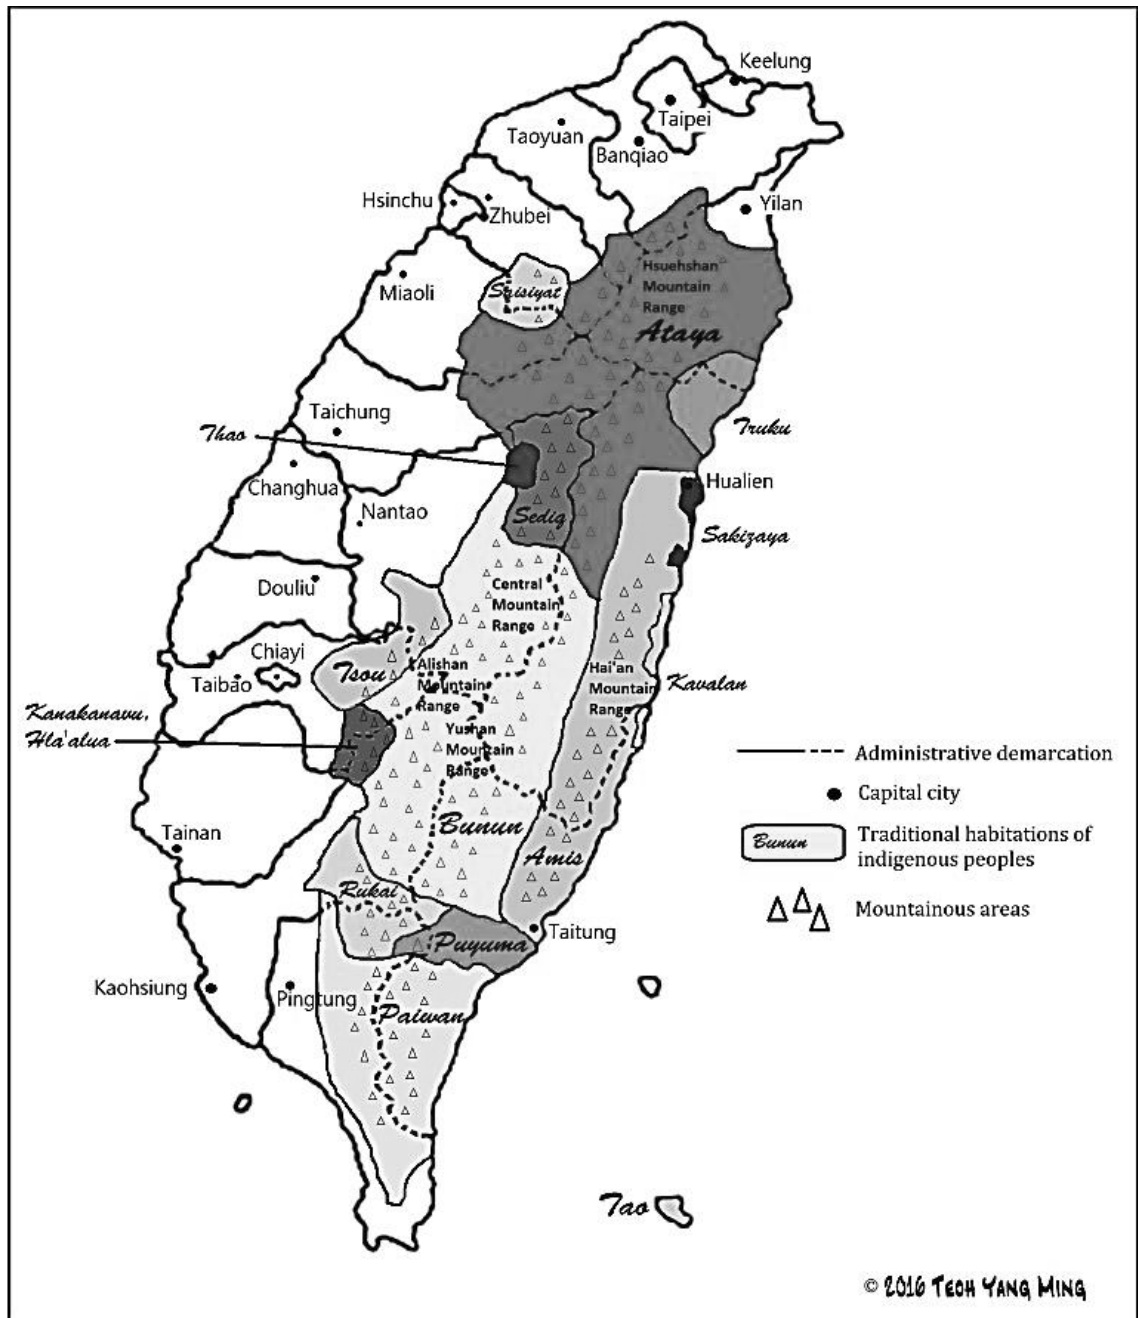 Keelung
Taipei
Taoyuan
Banqiao
Hsinchu
Zhubei
Yilan
Miaoli
Saisiyat
Hsuehshan
Mountain
Range
Ataya
Taichung
Thao
Truku
Changhua
Hualien
Nantao
Sediq
Sakizaya
Douliu
Central
Mountain
Range
Chiayi
Taibao
Tsou
Alishan
Mountain
Range
Hai'an
Mountain
Range
Kavalan
Kanakanavu,
Hla'alua
Yushan
Mountain
Range
Administrative demarcation
Capital city
Bunun
Traditional habitations of
indigenous peoples
Mountainous areas
Tainan
Bunun
Amis
Rukai
Puyuma
Taitung
Kaohsiung
Pingtung
Paiwan
Tao
© 2016 TEOH YANG MING